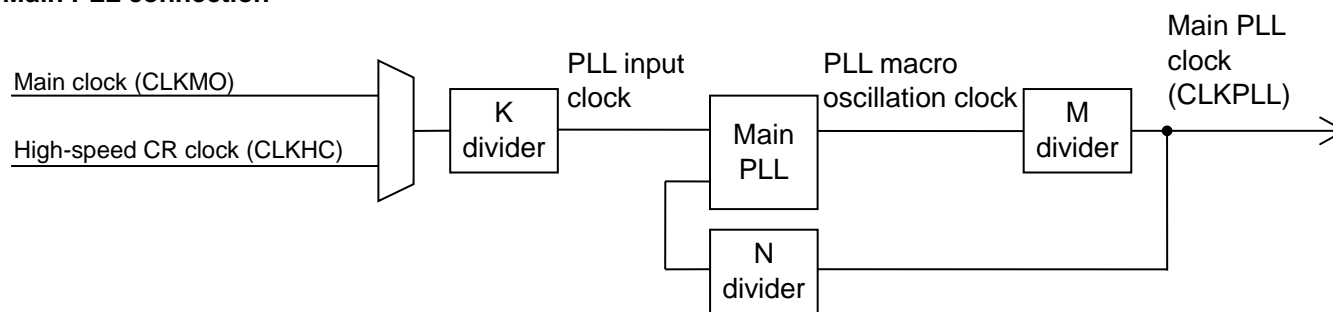 Main PLL connection
Main clock (CLKMO)
High-speed CR clock (CLKHC)
K
divider
PLL input
clock
Main
PLL
PLL macro
oscillation clock
M
divider
Main PLL
clock
(CLKPLL)
N
divider